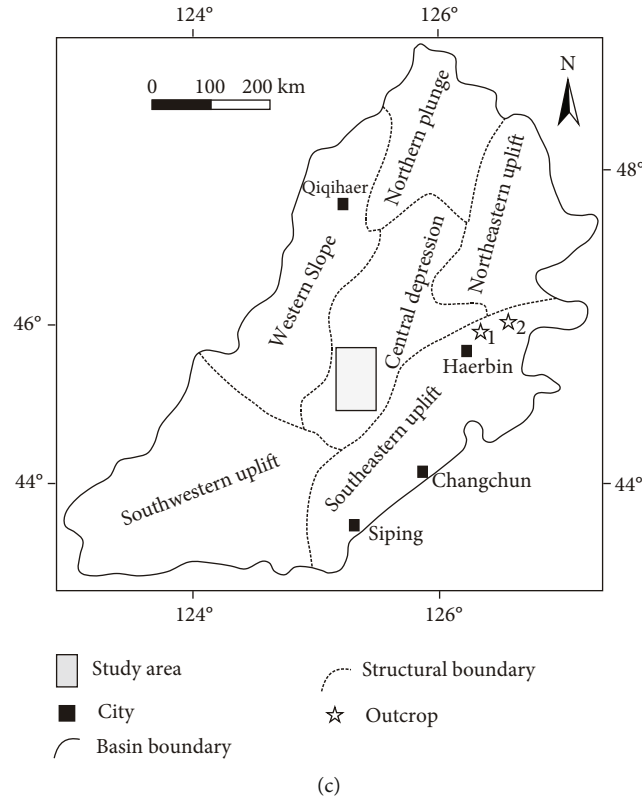 124° 126°
0 100 200 km
N
Northern plunge
Northeastern uplift
48°
Qiqihaer
Western Slope
Central depression
46°
1
2
Haerbin
Southeastern uplift
Southwestern uplift
44° 44°
Changchun
Siping
124° 126°
Study area
Structural boundary
City
Outcrop
Basin boundary
(c)